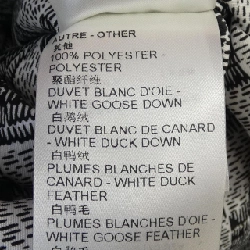 AUTRE - OTHER
其他
100% POLYESTER -
POLYESTER
聚酯纤维
DUVET BLANC D'OIE -
WHITE GOOSE DOWN
白鹅绒
DUVET BLANC DE CANARD
- WHITE DUCK DOWN
白鸭绒
PLUMES BLANCHES DE
CANARD - WHITE DUCK
FEATHER
白鸭毛
PLUMES BLANCHES D'OIE -
WHITE GOOSE FEATHER